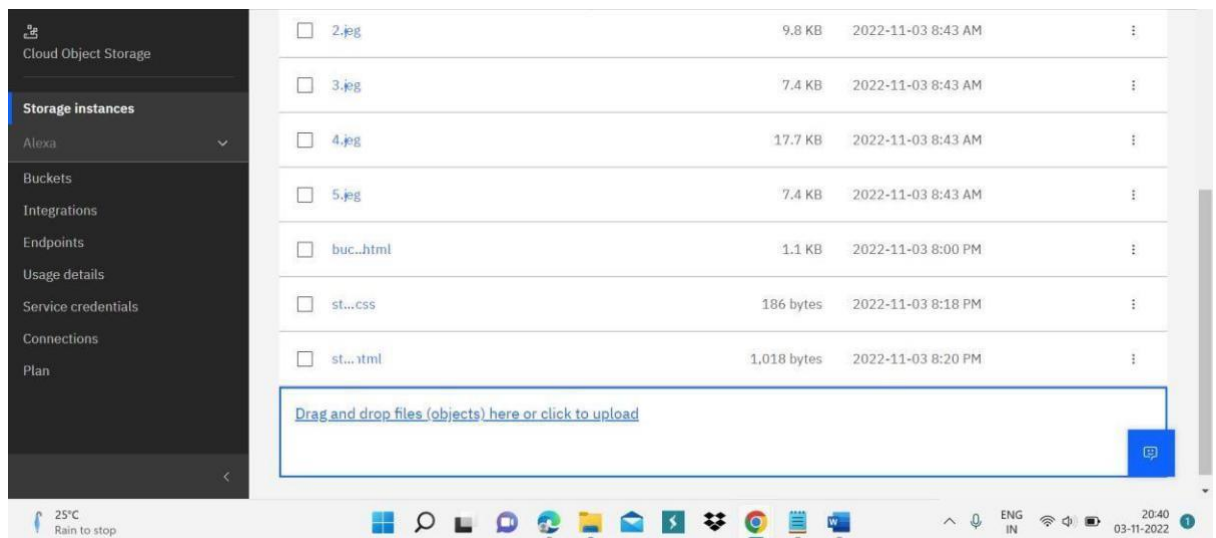 Cloud Object Storage
Storage instances
Alexa
Buckets
Integrations
Endpoints
Usage details
Service credentials
Connections
Plan
2.jeg 9.8 KB 2022-11-03 8:43 AM
3.jeg 7.4 KB 2022-11-03 8:43 AM
4.jeg 17.7 KB 2022-11-03 8:43 AM
5.jeg 7.4 KB 2022-11-03 8:43 AM
buc...html 1.1 KB 2022-11-03 8:00 PM
st...css 186 bytes 2022-11-03 8:18 PM
st... 1,018 bytes 2022-11-03 8:20 PM
Drag and drop files (objects) here or click to upload
25°C
Rain to stop
ENG
IN
20:40
03-11-2022
1